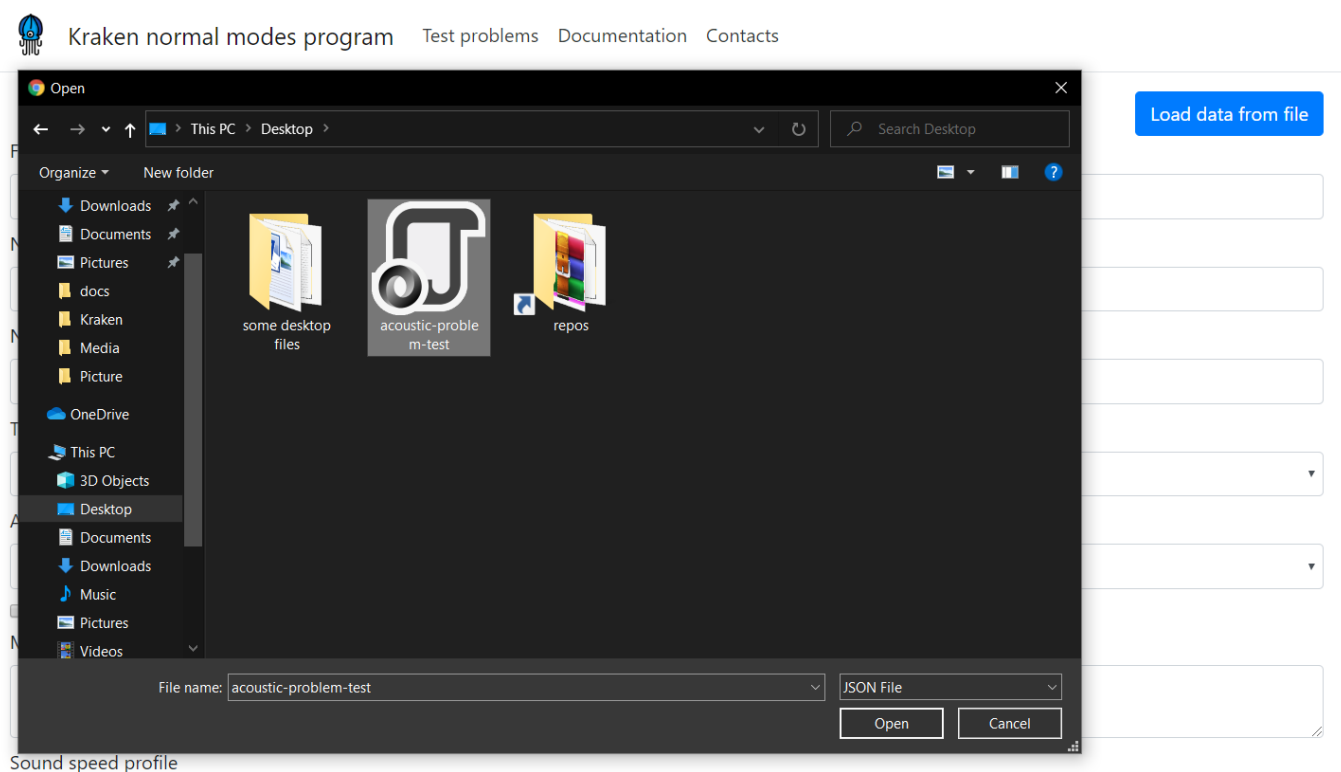 Kraken normal modes program Test problems Documentation Contacts
Open
This PC Desktop
Search Desktop
Load data from file
F
Organize New folder
?
Downloads
Documents
N
Pictures
docs
Kraken
N
Media
Picture
OneDrive
T
This PC
3D Objects
Desktop
A
Documents
Downloads
Music
Pictures
M
Videos
some desktop
files
acoustic-proble
m-test
repos
File name: acoustic-problem-test
JSON File
Open Cancel
Sound speed profile